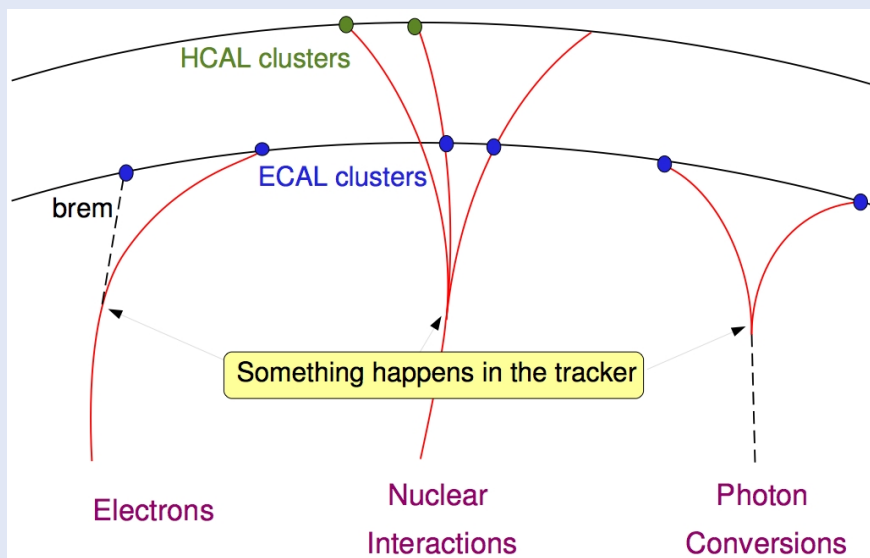 HCAL clusters
ECAL clusters
brem
Something happens in the tracker
Electrons
Nuclear
Interactions
Photon
Conversions